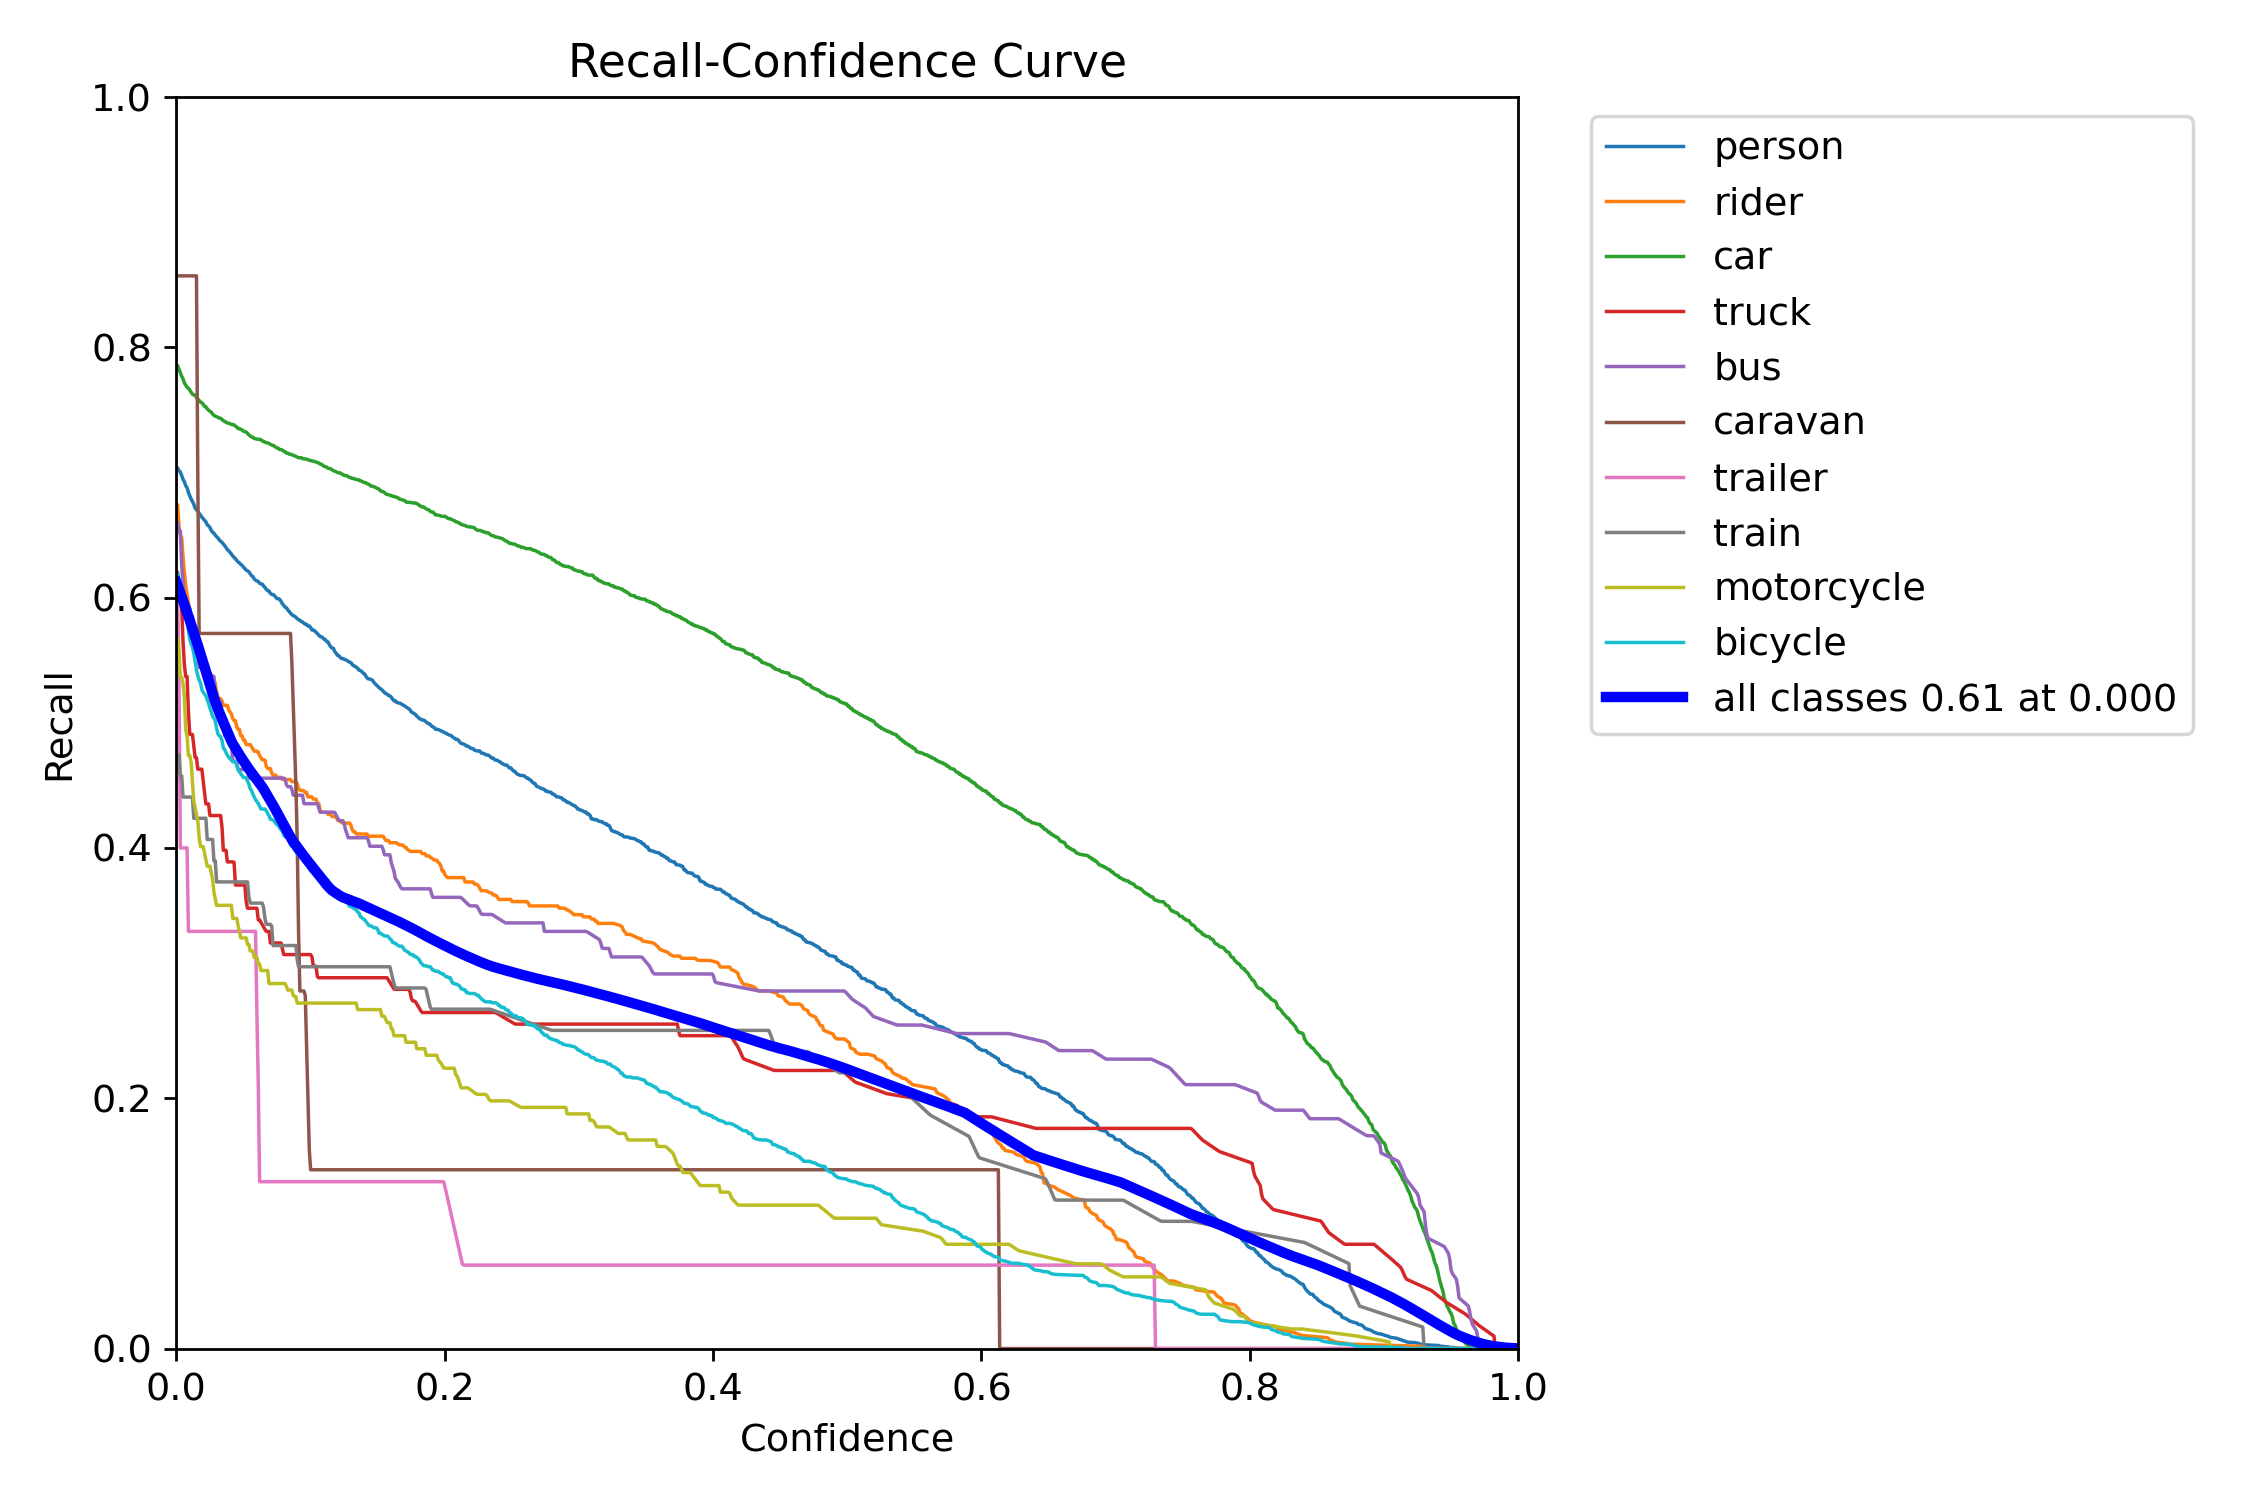 Recall-Confidence Curve
1.0
0.8
0.6
0.4
0.2
0.0
Recall
0.0 0.2 0.4 0.6 0.8 1.0
Confidence
person
rider
car
truck
bus
caravan
trailer
train
motorcycle
bicycle
all classes 0.61 at 0.000